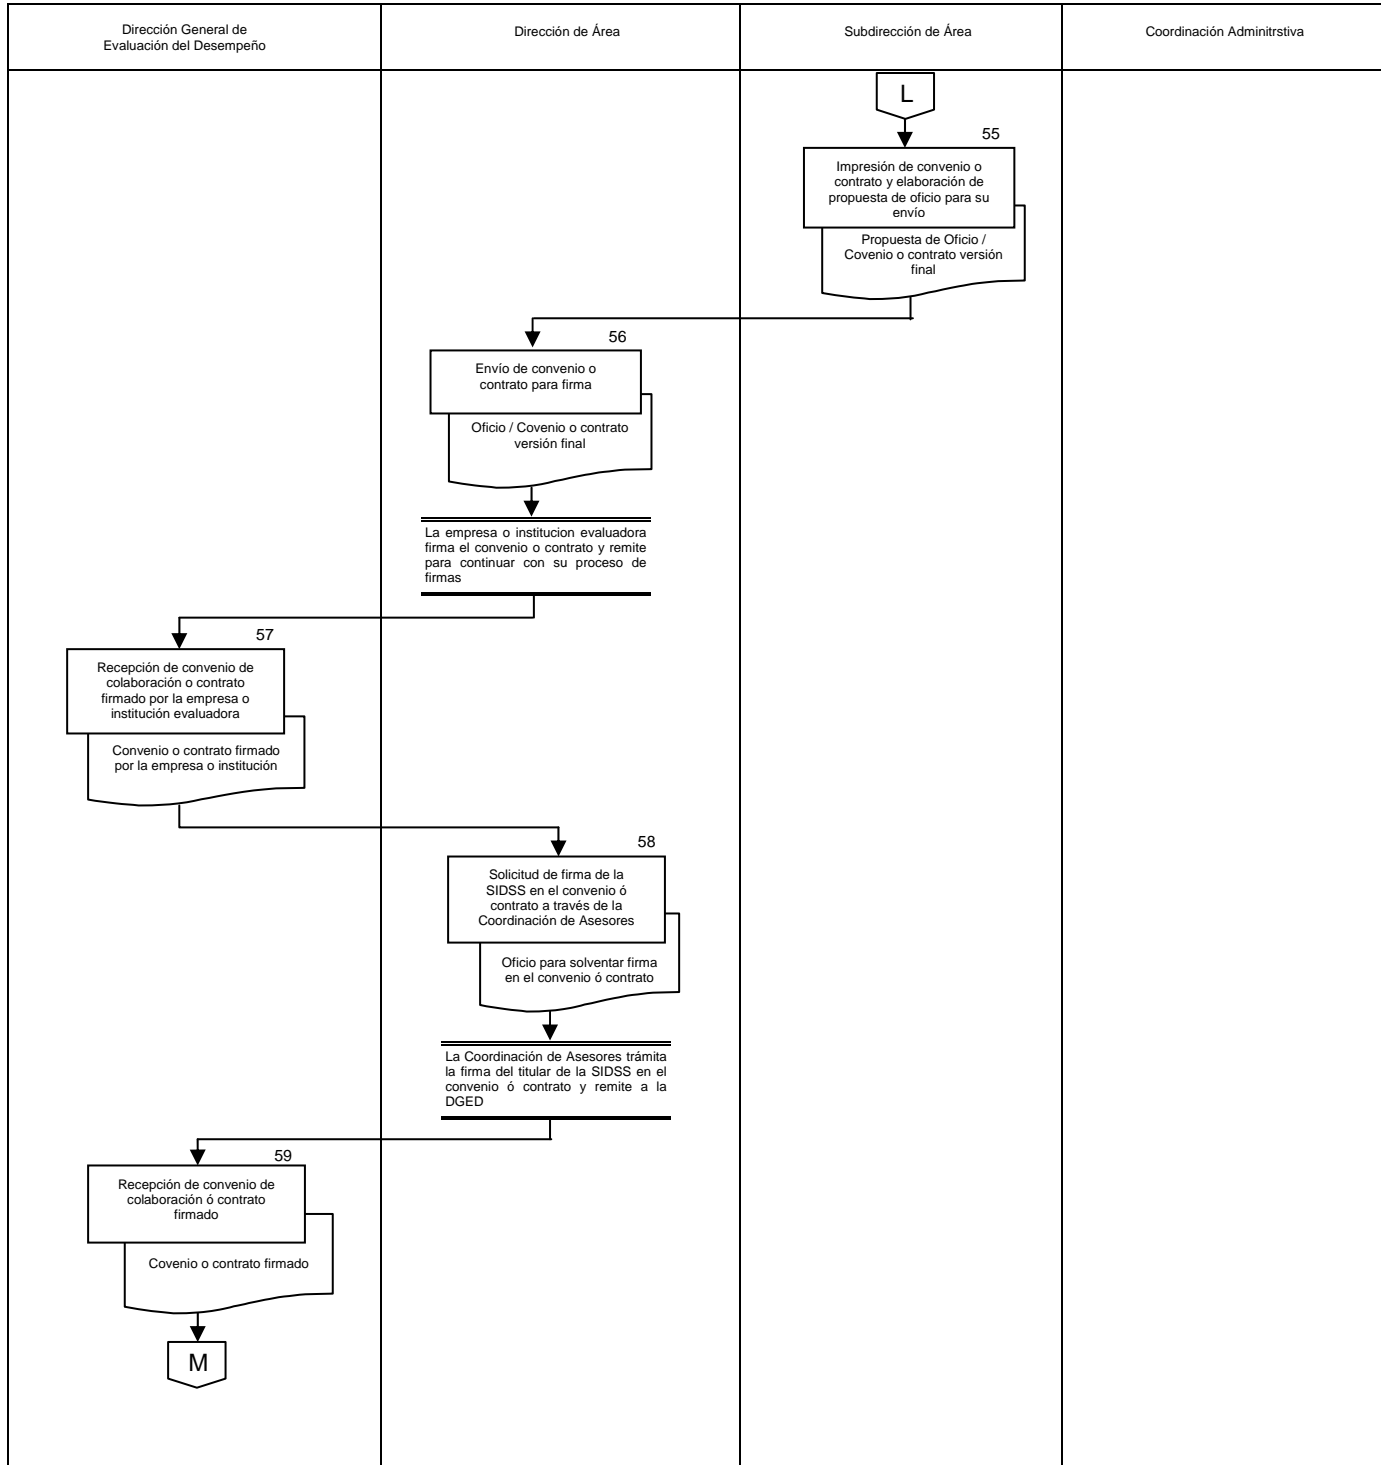 Dirección General de
Evaluación del Desempeño
Dirección de Área
Subdirección de Área
Coordinación Adminitrstiva
L
55
Impresión de convenio o
contrato y elaboración de
propuesta de oficio para su
envío
Propuesta de Oficio /
Covenio o contrato versión
final
56
Envío de convenio o
contrato para firma
Oficio / Covenio o contrato
versión final
La empresa o institucion evaluadora
firma el convenio o contrato y remite
para continuar con su proceso de
firmas
57
Recepción de convenio de
colaboración o contrato
firmado por la empresa o
institución evaluadora
Convenio o contrato firmado
por la empresa o institución
58
Solicitud de firma de la
SIDSS en el convenio ó
contrato a través de la
Coordinación de Asesores
Oficio para solventar firma
en el convenio ó contrato
La Coordinación de Asesores trámita
la firma del titular de la SIDSS en el
convenio ó contrato y remite a la
DGED
59
Recepción de convenio de
colaboración ó contrato
firmado
Covenio o contrato firmado
M